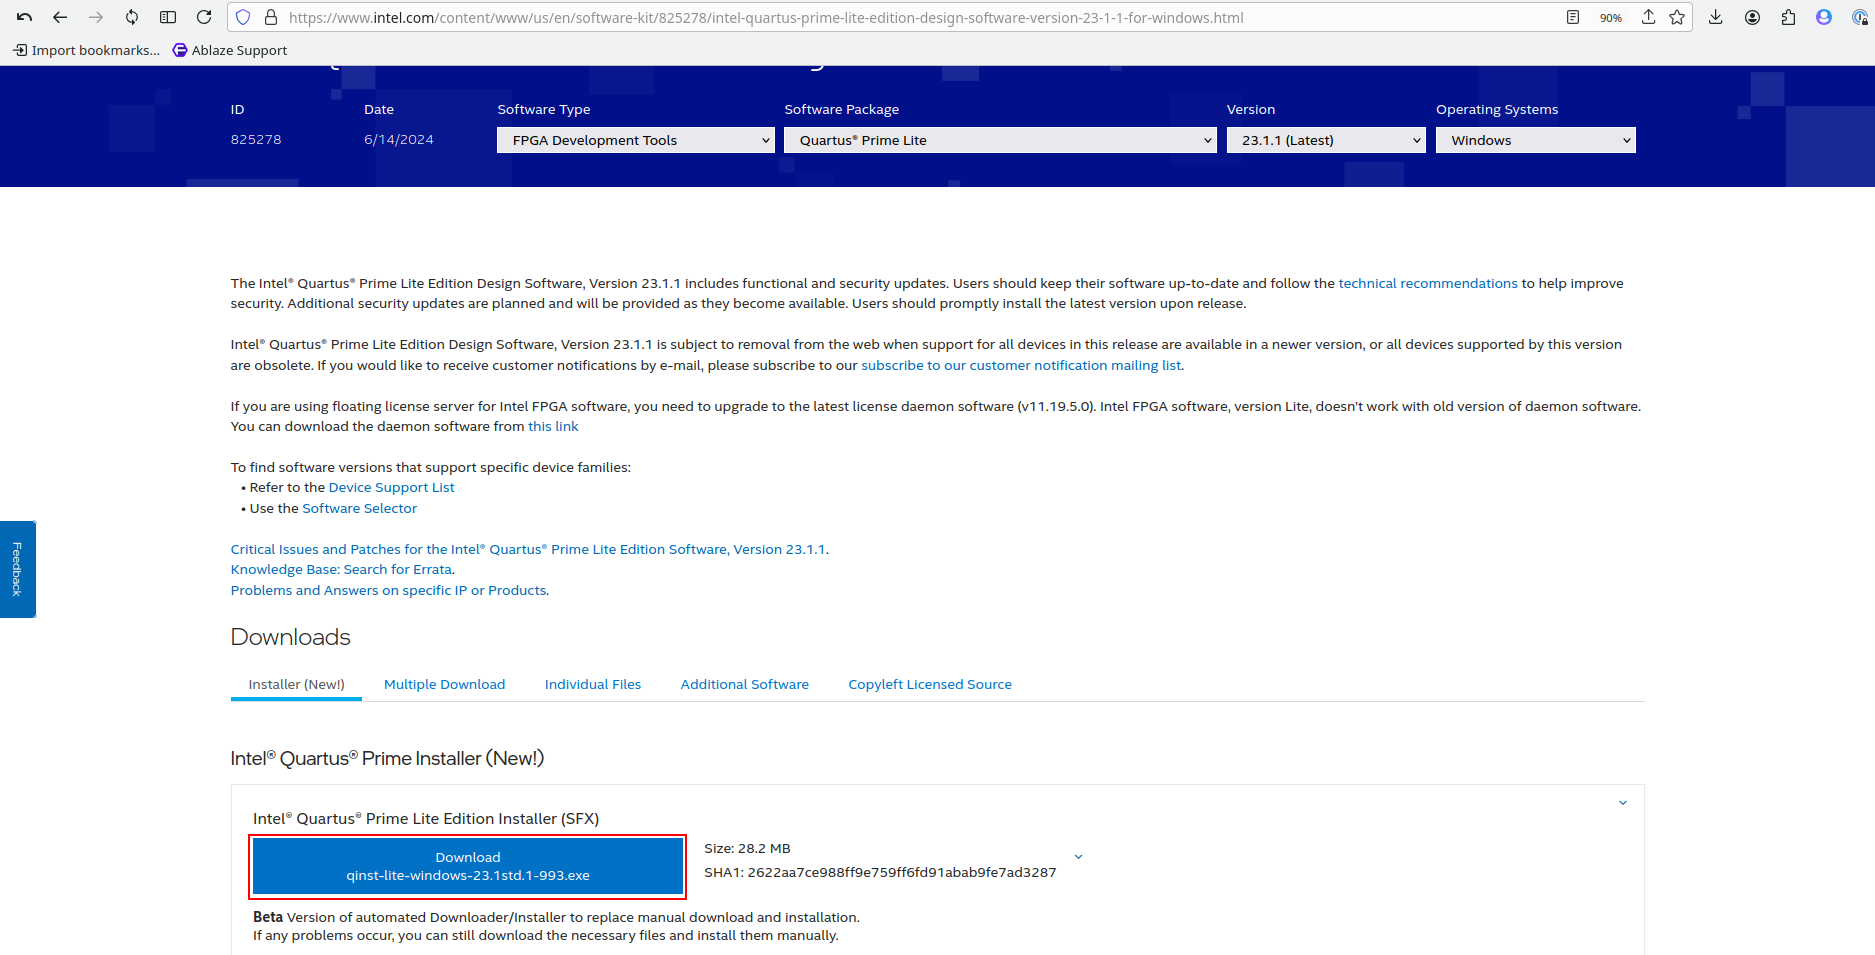 https://www.intel.com/content/www/us/en/software-kit/825278/intel-quartus-prime-lite-edition-design-software-version-23-1-1-for-windows.html
90%
Import bookmarks...
Ablaze Support
ID
Date
Software Type
Software Package
Version
Operating Systems
825278
6/14/2024
FPGA Development Tools
Quartus® Prime Lite
23.1.1 (Latest)
Windows
The Intel® Quartus® Prime Lite Edition Design Software, Version 23.1.1 includes functional and security updates. Users should keep their software up-to-date and follow the technical recommendations to help improve
security. Additional security updates are planned and will be provided as they become available. Users should promptly install the latest version upon release.
Intel® Quartus® Prime Lite Edition Design Software, Version 23.1.1 is subject to removal from the web when support for all devices in this release are available in a newer version, or all devices supported by this version
are obsolete. If you would like to receive customer notifications by e-mail, please subscribe to our subscribe to our customer notification mailing list.
If you are using floating license server for Intel FPGA software, you need to upgrade to the latest license daemon software (v11.19.5.0). Intel FPGA software, version Lite, doesn't work with old version of daemon software.
You can download the daemon software from this link
To find software versions that support specific device families:
• Refer to the Device Support List
• Use the Software Selector
Critical Issues and Patches for the Intel® Quartus® Prime Lite Edition Software, Version 23.1.1.
Knowledge Base: Search for Errata.
Problems and Answers on specific IP or Products.
Feedback
Downloads
Installer (New!)
Multiple Download
Individual Files
Additional Software
Copyleft Licensed Source
Intel® Quartus® Prime Installer (New!)
Intel® Quartus® Prime Lite Edition Installer (SFX)
Download
qinst-lite-windows-23.1std.1-993.exe
Size: 28.2 MB
SHA1: 2622aa7ce988ff9e759ff6fd91abab9fe7ad3287
Beta Version of automated Downloader/Installer to replace manual download and installation.
If any problems occur, you can still download the necessary files and install them manually.